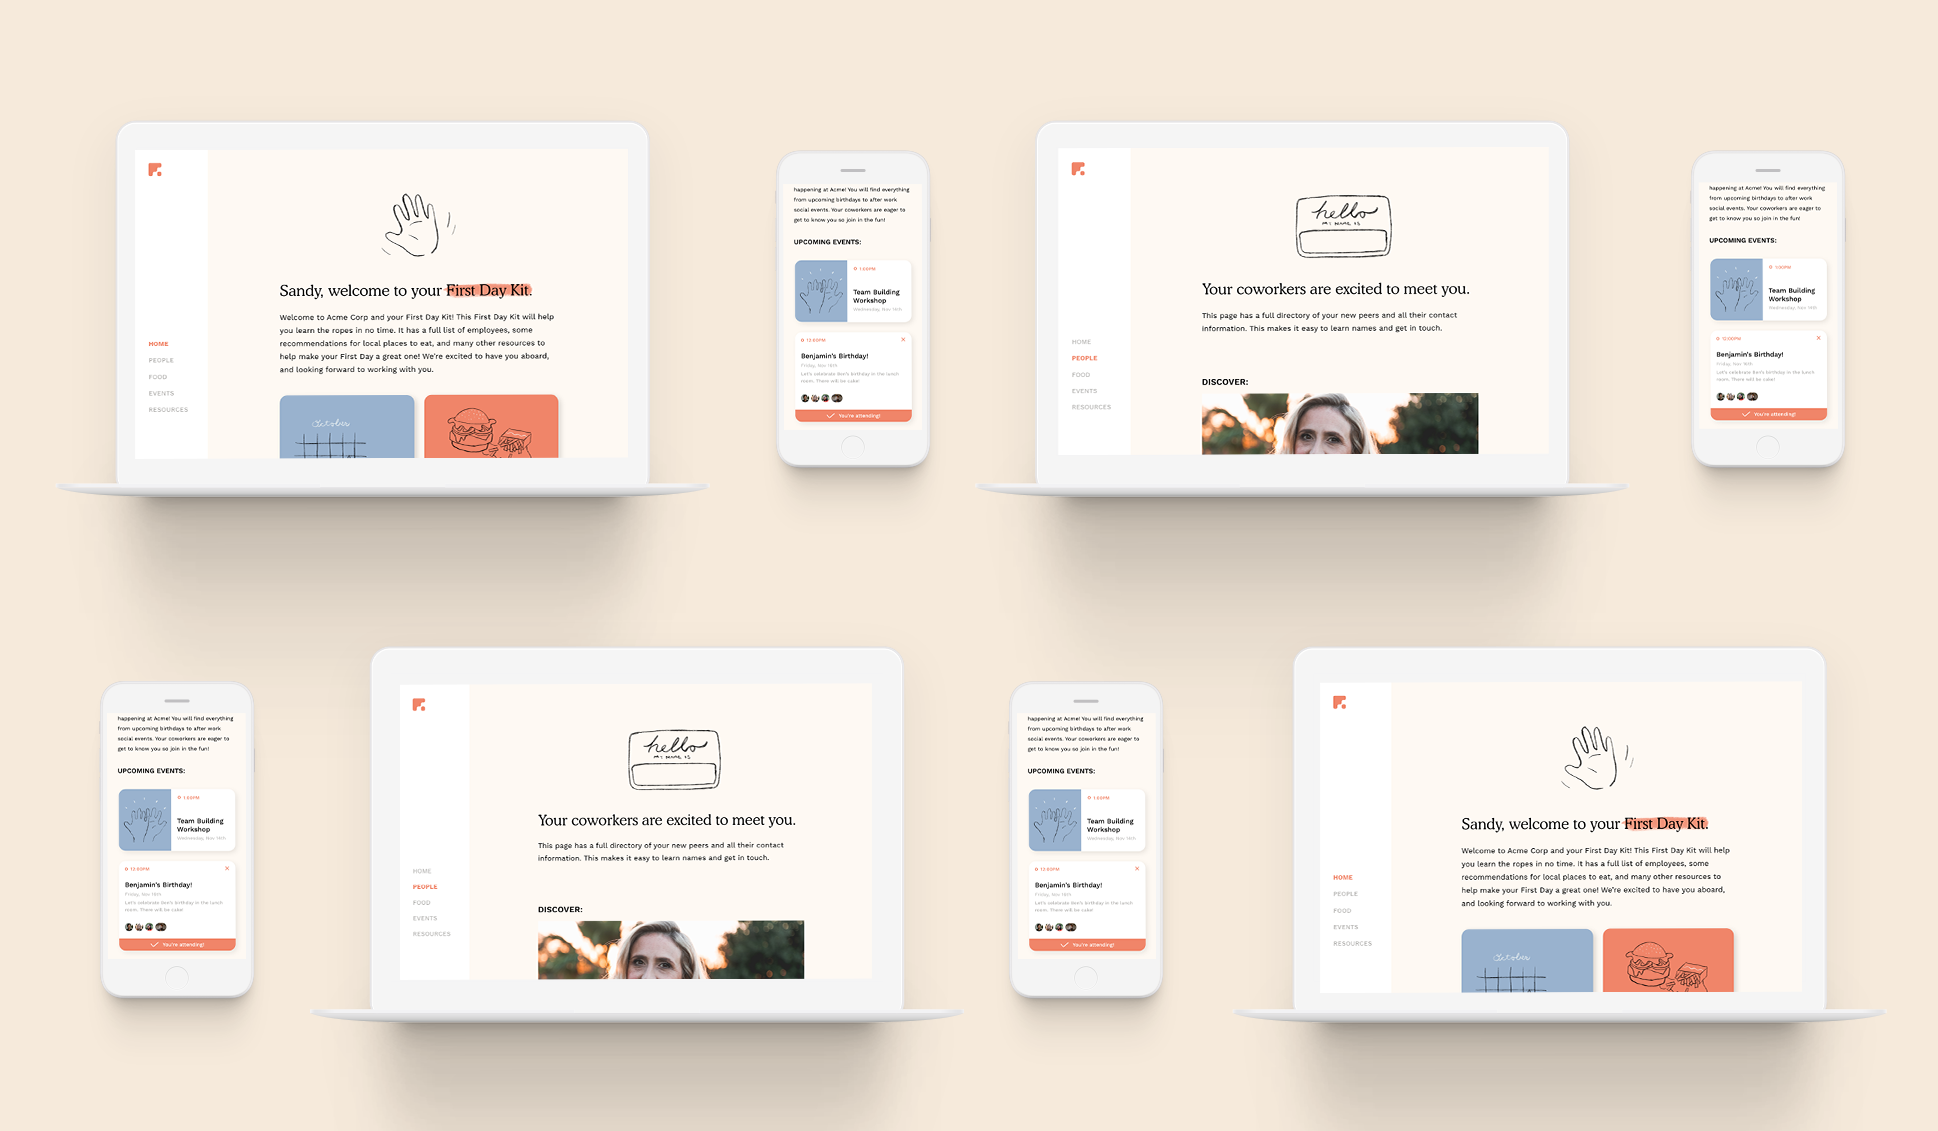 Sandy, welcome to your First Day Kit.
Welcome to Acme Corp and your First Day Kit! This First Day Kit will help
you learn the ropes in no time. It has a full list of employees, some
recommendations for local places to eat, and many other resources to
help make your First Day a great one! We're excited to have you aboard,
and looking forward to working with you.
HOME
PEOPLE
FOOD
EVENTS
RESOURCES
October
happening at Acme! You will find everything
from upcoming birthdays to after work
social events. Your coworkers are eager to
get to know you so join in the fun!
UPCOMING EVENTS:
1:00PM
Team Building
Workshop
Wednesday, Nov 14th
12:00PM
Benjamin's Birthday!
Friday, Nov 16th
Let's celebrate Ben's birthday in the lunch
room. There will be cake!
You're attending!
hello
MY NAME IS
Your coworkers are excited to meet you.
This page has a full directory of your new peers and all their contact
information. This makes it easy to learn names and get in touch.
HOME
PEOPLE
FOOD
EVENTS
RESOURCES
DISCOVER:
happening at Acme! You will find everything
from upcoming birthdays to after work
social events. Your coworkers are eager to
get to know you so join in the fun!
UPCOMING EVENTS:
1:00PM
Team Building
Workshop
Wednesday, Nov 14th
12:00PM
Benjamin's Birthday!
Friday, Nov 16th
Let's celebrate Ben's birthday in the lunch
room. There will be cake!
You're attending!
happening at Acme! You will find everything
from upcoming birthdays to after work
social events. Your coworkers are eager to
get to know you so join in the fun!
UPCOMING EVENTS:
1:00PM
Team Building
Workshop
Wednesday, Nov 14th
12:00PM
Benjamin's Birthday!
Friday, Nov 16th
Let's celebrate Ben's birthday in the lunch
room. There will be cake!
You're attending!
hello
MY NAME IS
Your coworkers are excited to meet you.
This page has a full directory of your new peers and all their contact
information. This makes it easy to learn names and get in touch.
HOME
PEOPLE
FOOD
EVENTS
RESOURCES
DISCOVER:
happening at Acme! You will find everything
from upcoming birthdays to after work
social events. Your coworkers are eager to
get to know you so join in the fun!
UPCOMING EVENTS:
1:00PM
Team Building
Workshop
Wednesday, Nov 14th
12:00PM
Benjamin's Birthday!
Friday, Nov 16th
Let's celebrate Ben's birthday in the lunch
room. There will be cake!
You're attending!
Sandy, welcome to your First Day Kit.
Welcome to Acme Corp and your First Day Kit! This First Day Kit will help
you learn the ropes in no time. It has a full list of employees, some
recommendations for local places to eat, and many other resources to
help make your First Day a great one! We're excited to have you aboard,
and looking forward to working with you.
HOME
PEOPLE
FOOD
EVENTS
RESOURCES
October